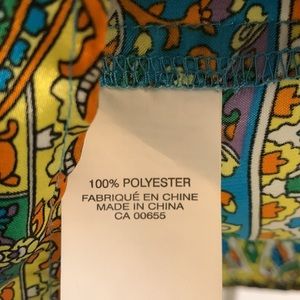 100% POLYESTER
FABRIQUÉ EN CHINE
MADE IN CHINA
CA 00655